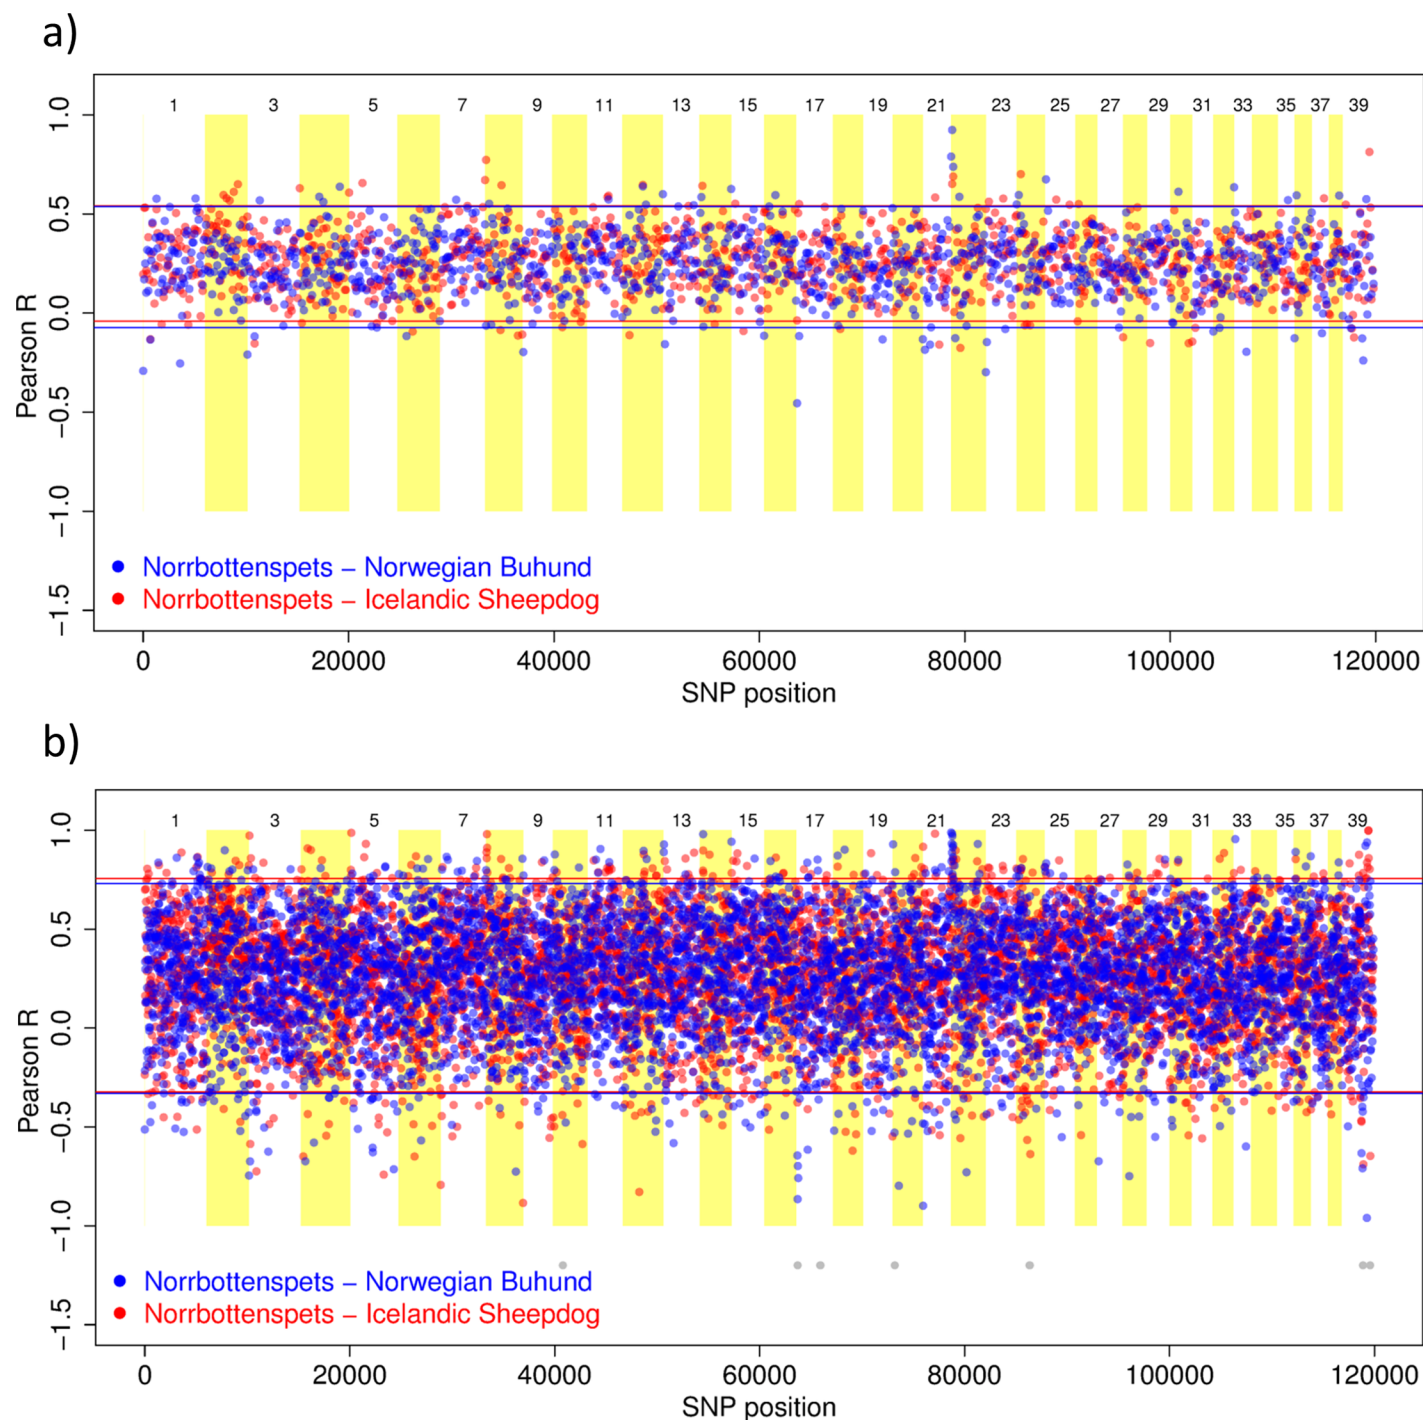 a)
1 3 5 7 9 11 13 15 17 19 21 23 25 27 29 31 33 35 37 39
1.0
0.5
0.0
−0.5
−1.0
−1.5
Pearson R
Norrbottenspets − Norwegian Buhund
Norrbottenspets − Icelandic Sheepdog
0 20000 40000 60000 80000 100000 120000
SNP position
b)
1 3 5 7 9 11 13 15 17 19 21 23 25 27 29 31 33 35 37 39
1.0
0.5
0.0
−0.5
−1.0
−1.5
Pearson R
Norrbottenspets − Norwegian Buhund
Norrbottenspets − Icelandic Sheepdog
0 20000 40000 60000 80000 100000 120000
SNP position